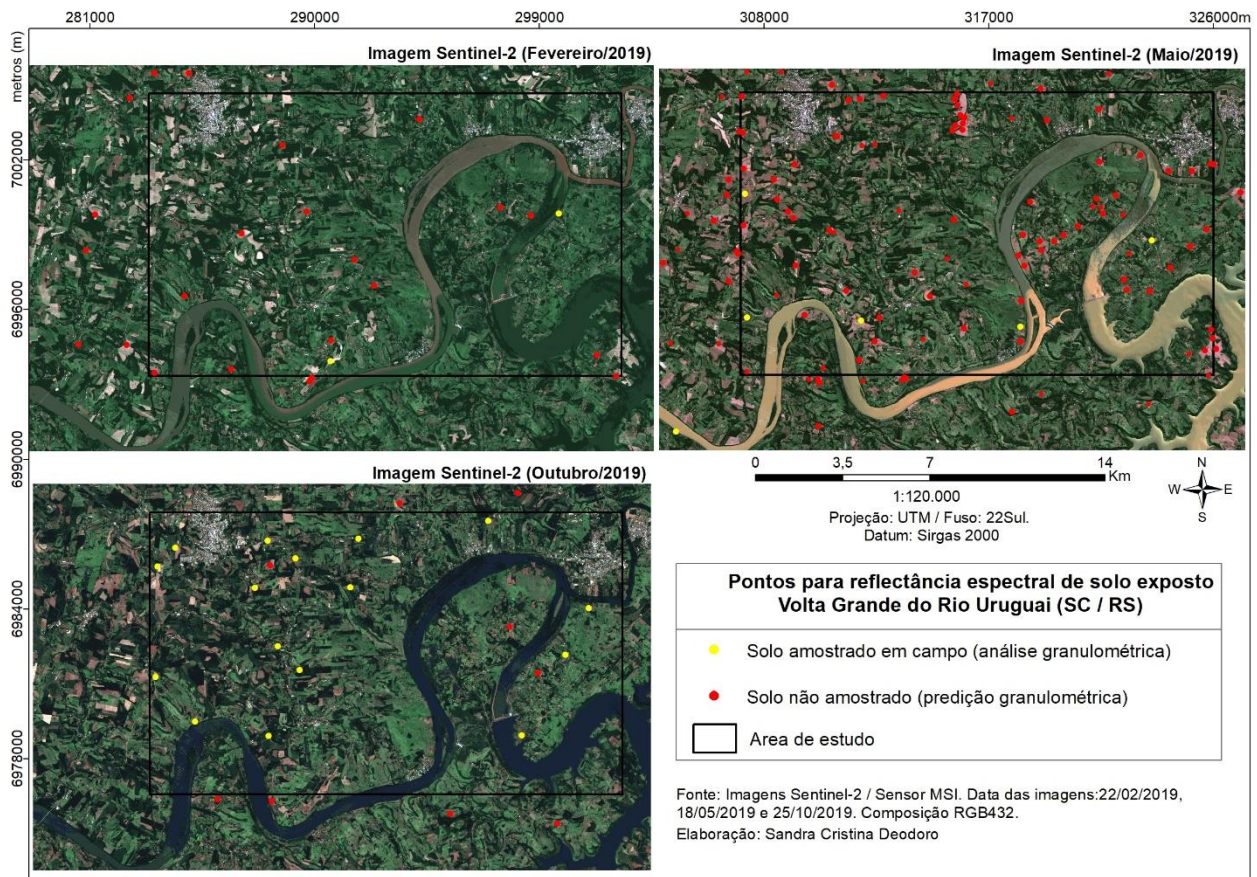 281000 290000 299000 308000 317000 326000m
metros (m)
7002000
6996000
6990000
6984000
6978000
Imagem Sentinel-2 (Fevereiro/2019)
Imagem Sentinel-2 (Maio/2019)
Imagem Sentinel-2 (Outubro/2019)
0 3,5 7 14
Km
1:120.000
Projeção: UTM / Fuso: 22Sul.
Datum: Sirgas 2000
N
W E
S
Pontos para reflectância espectral de solo exposto
Volta Grande do Rio Uruguai (SC / RS)
Solo amostrado em campo (análise granulométrica)
Solo não amostrado (predição granulométrica)
Area de estudo
Fonte: Imagens Sentinel-2 / Sensor MSI. Data das imagens:22/02/2019,
18/05/2019 e 25/10/2019. Composição RGB432.
Elaboração: Sandra Cristina Deodoro